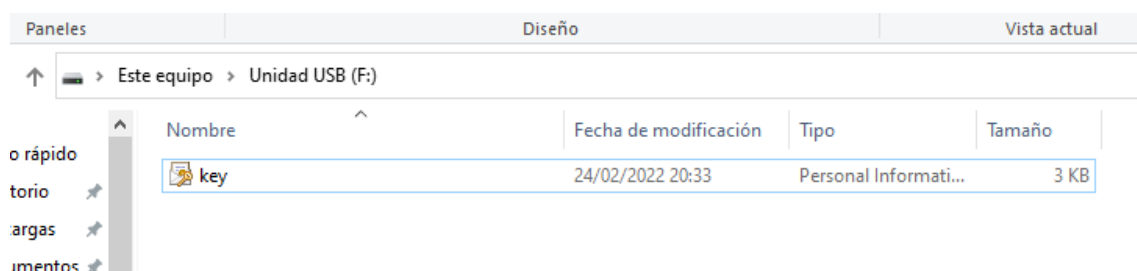 Paneles Diseño Vista actual
Este equipo > Unidad USB (F:)
Nombre Fecha de modificación Tipo Tamaño
o rápido
key 24/02/2022 20:33 Personal Informati... 3 KB
torio
cargas
umentos